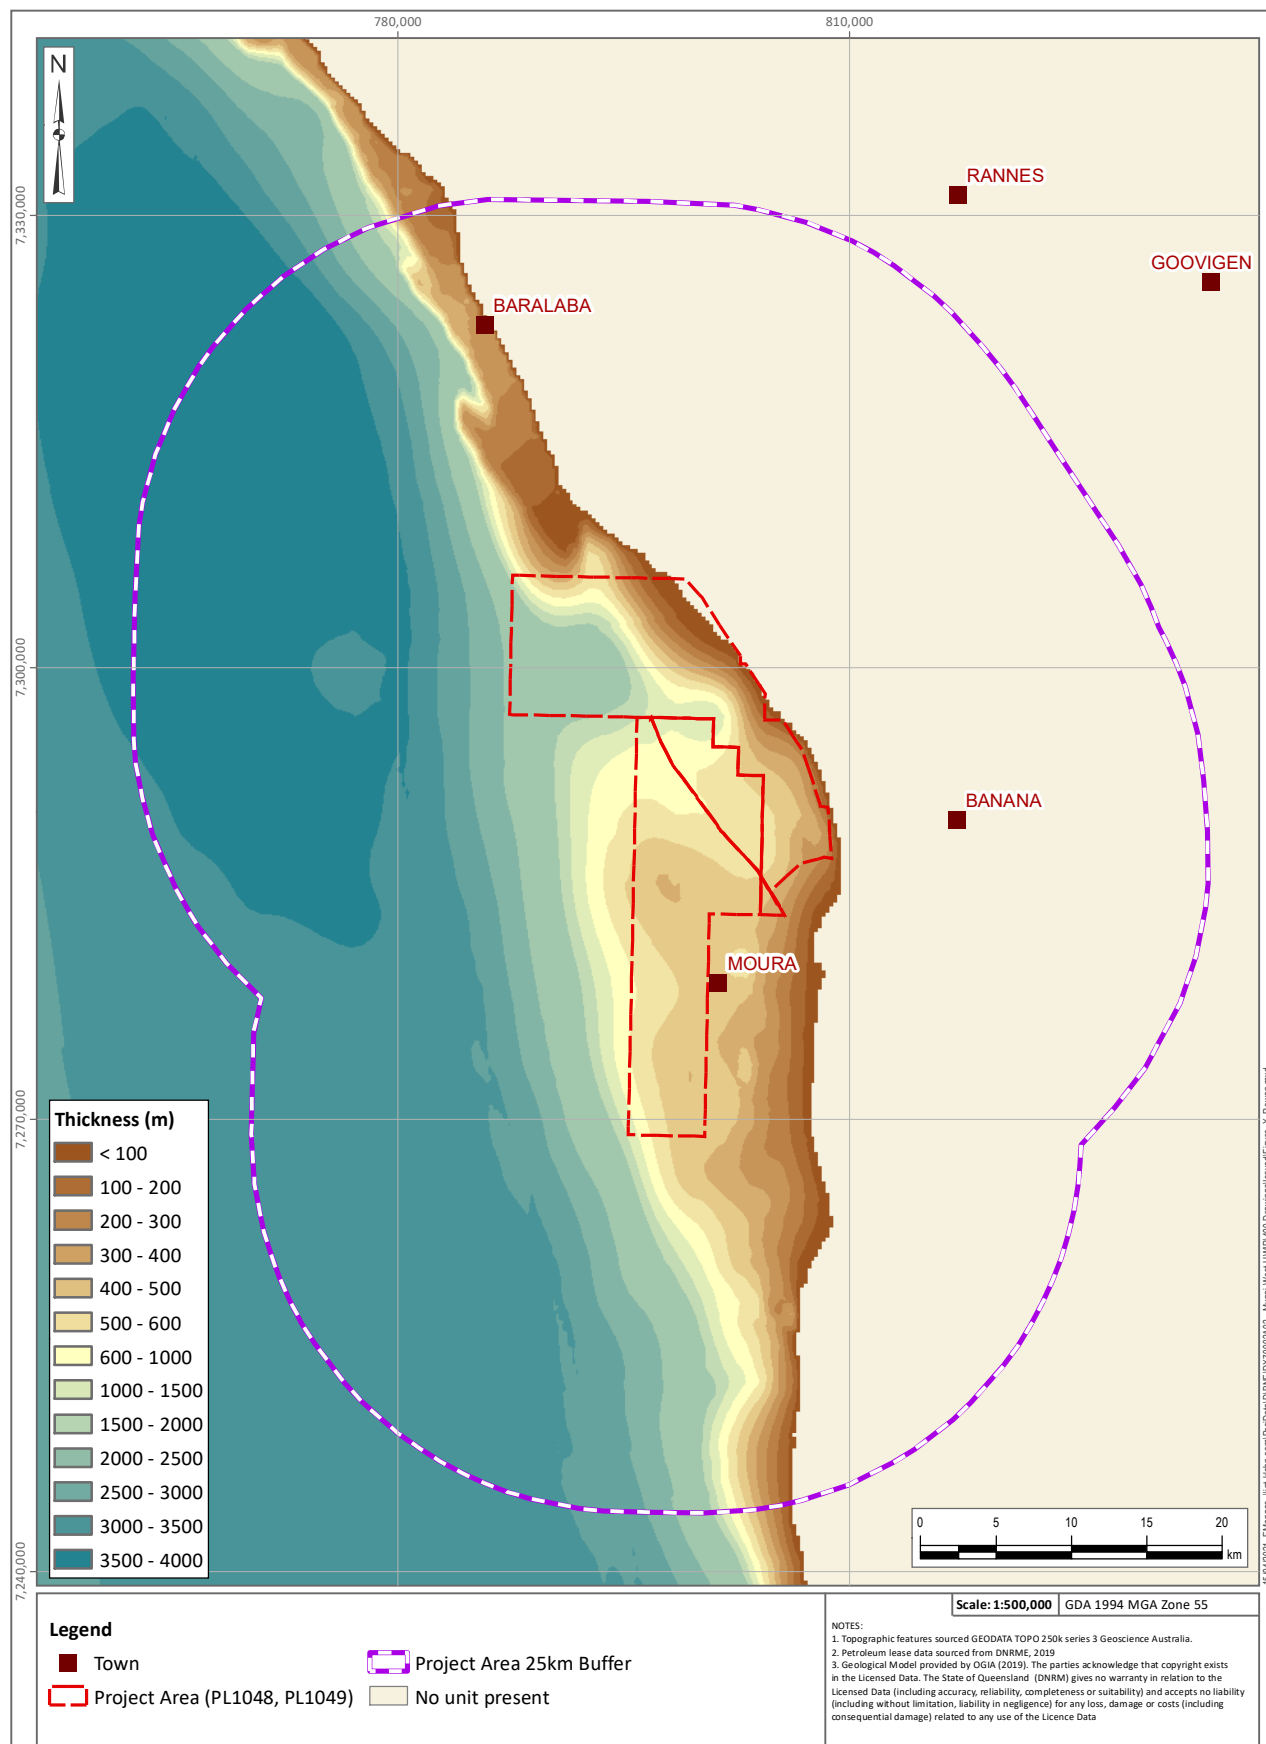 780,000
810,000
N
RANNES
7,330,000
GOOVIGEN
BARALABA
7,300,000
BANANA
MOURA
7,270,000
Thickness (m)
< 100
100 - 200
200 - 300
300 - 400
400 - 500
500 - 600
600 - 1000
1000 - 1500
1500 - 2000
2000 - 2500
2500 - 3000
3000 - 3500
3500 - 4000
0 5 10 15 20
km
7,240,000
Scale: 1:500,000 GDA 1994 MGA Zone 55
Legend
Town
Project Area 25km Buffer
Project Area (PL1048, PL1049)
No unit present
NOTES:
1. Topographic features sourced GEODATA TOPO 250k series 3 Geoscience Australia.
2. Petroleum lease data sourced from DNRME, 2019
3. Geological Model provided by OGIA (2019). The parties acknowledge that copyright exists
in the Licensed Data. The State of Queensland (DNRM) gives no warranty in relation to the
Licensed Data (including accuracy, reliability, completeness or suitability) and accepts no liability
(including without limitation, liability in negligence) for any loss, damage or costs (including
consequential damage) related to any use of the Licence Data